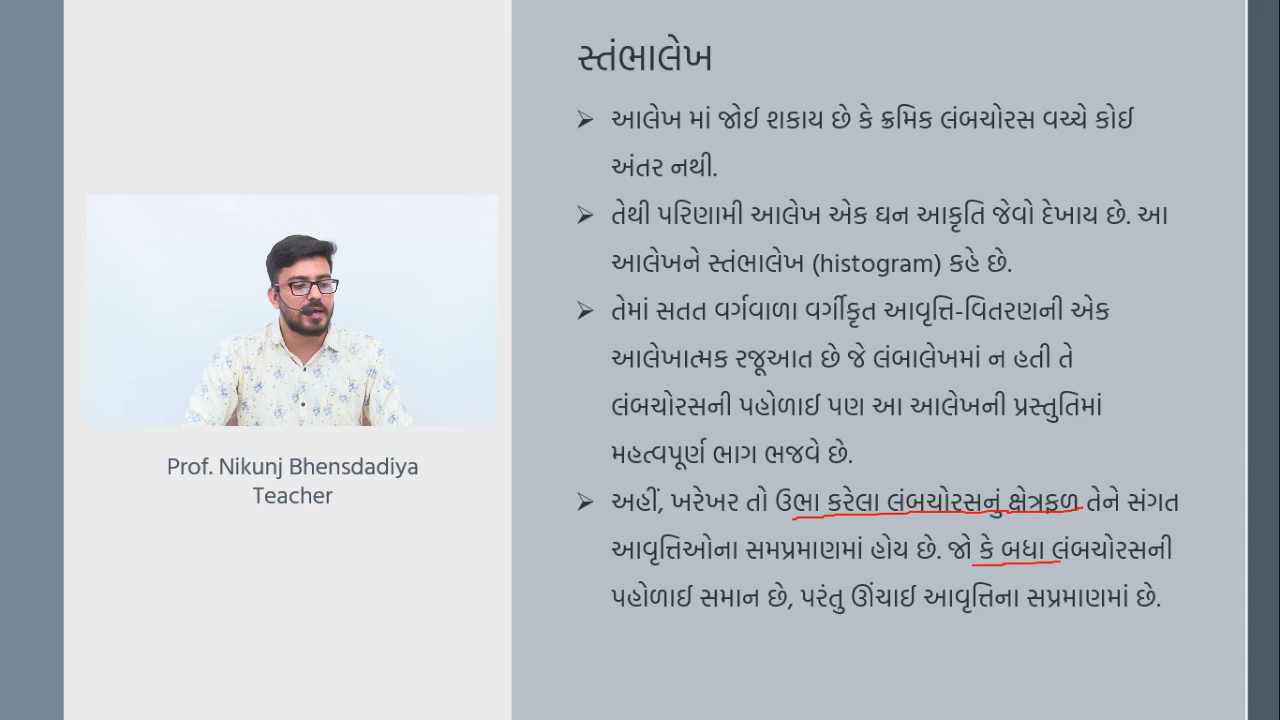 સ્તંભાલેખ
➢ આલેખ માં જોઈ શકાય છે કે ક્રમિક લંબચોરસ વચ્ચે કોઈ
અંતર નથી.
➢ તેથી પરિણામી આલેખ એક ઘન આકૃતિ જેવો દેખાય છે. આ
આલેખને સ્તંભાલેખ (histogram) કહે છે.
➢ તેમાં સતત વર્ગવાળા વર્ગીકૃત આવૃત્તિ-વિતરણની એક
આલેખાત્મક રજૂઆત છે જે લંબાલેખમાં ન હતી તે
લંબચોરસની પહોળાઈ પણ આ આલેખની પ્રસ્તુતિમાં
મહત્વપૂર્ણ ભાગ ભજવે છે.
➢ અહીં, ખરેખર તો ઉભા કરેલા લંબચોરસનું ક્ષેત્રફળ તેને સંગત
આવૃત્તિઓના સમપ્રમાણમાં હોય છે. જો કે બધા લંબચોરસની
પહોળાઈ સમાન છે, પરંતુ ઊંચાઈ આવૃત્તિના સપ્રમાણમાં છે.
Prof. Nikunj Bhensdadiya
Teacher